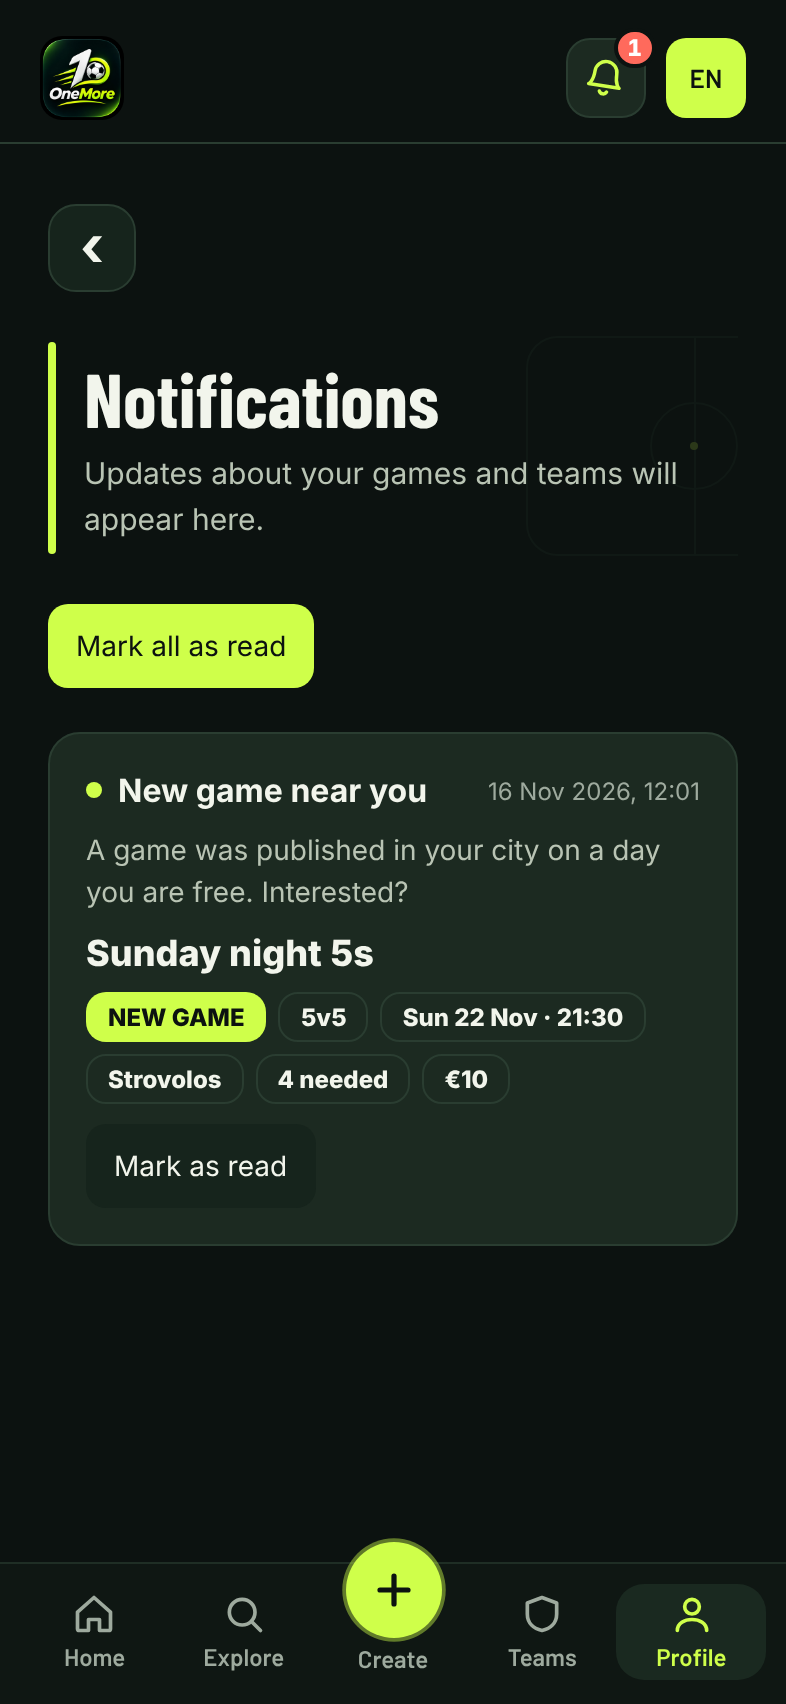 OneMore
1
EN
Notifications
Updates about your games and teams will
appear here.
Mark all as read
New game near you 16 Nov 2026, 12:01
A game was published in your city on a day
you are free. Interested?
Sunday night 5s
NEW GAME 5v5 Sun 22 Nov · 21:30
Strovolos 4 needed €10
Mark as read
Home Explore Create Teams Profile